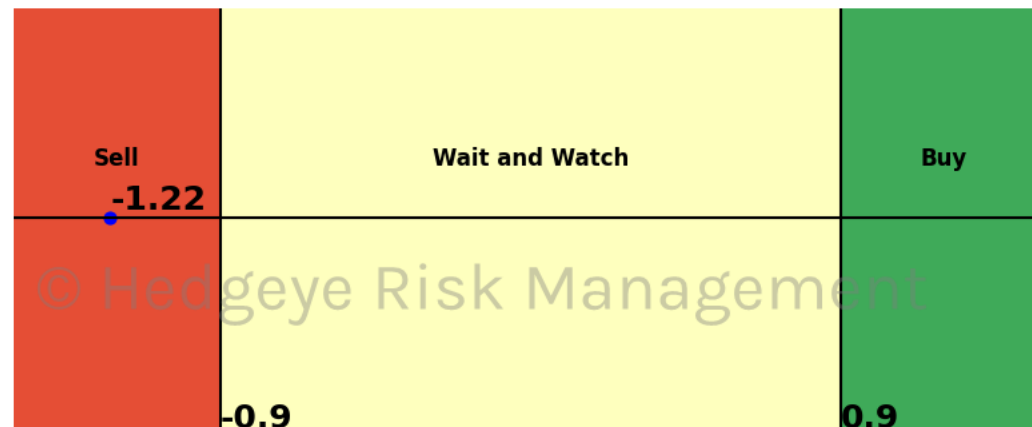 Sell
Wait and Watch
Buy
-1.22
© Hedgeye Risk Management
-0.9
0.9